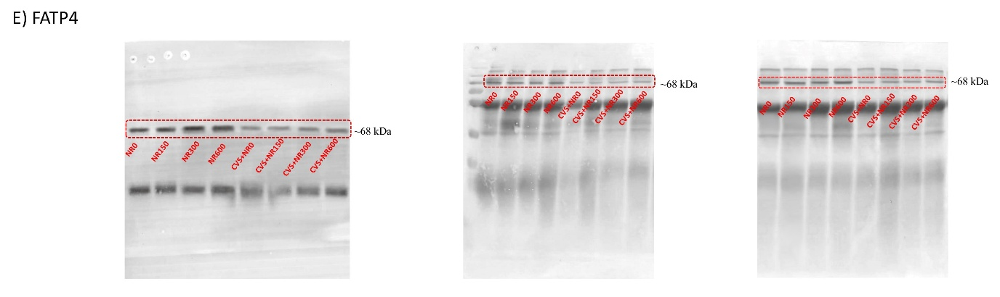 E) FATP4
~68 kDa
NR0
NR150
NR300
NR600
CVS+NR0
CVS+NR150
CVS+NR300
CVS+NR600
~68 kDa
NR0
NR150
NR300
NR600
CVS+NR0
CVS+NR150
CVS+NR300
CVS+NR600
~68 kDa
NR0
NR150
NR300
NR600
CVS+NR0
CVS+NR150
CVS+NR300
CVS+NR600